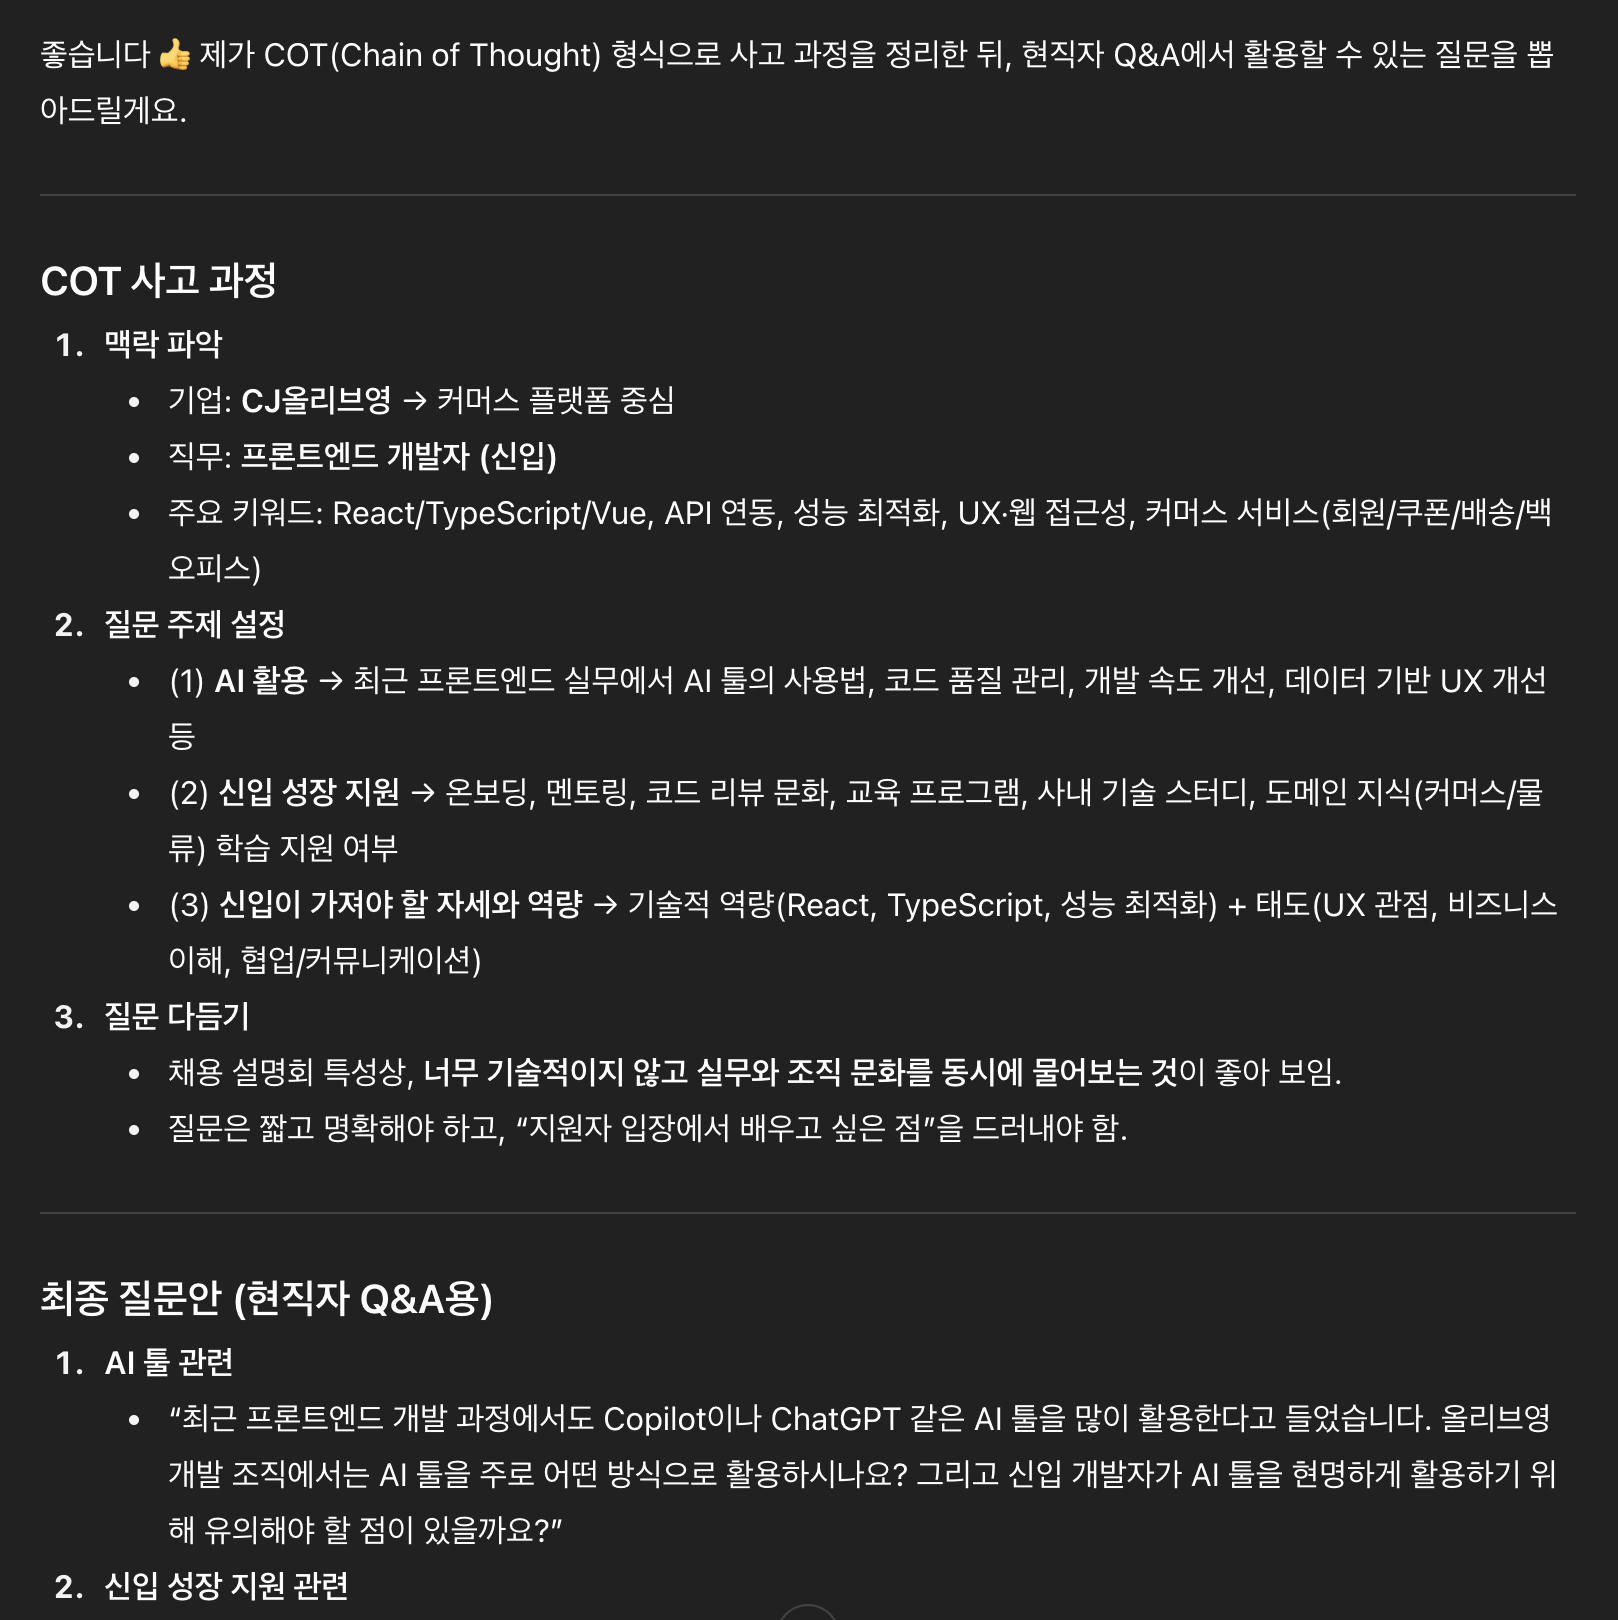 좋습니다 👍 제가 COT(Chain of Thought) 형식으로 사고 과정을 정리한 뒤, 현직자 Q&A에서 활용할 수 있는 질문을 뽑
아드릴게요.
COT 사고 과정
1. 맥락 파악
• 기업: CJ올리브영 → 커머스 플랫폼 중심
• 직무: 프론트엔드 개발자 (신입)
• 주요 키워드: React/TypeScript/Vue, API 연동, 성능 최적화, UX·웹 접근성, 커머스 서비스(회원/쿠폰/배송/백
오피스)
2. 질문 주제 설정
• (1) AI 활용 → 최근 프론트엔드 실무에서 AI 툴의 사용법, 코드 품질 관리, 개발 속도 개선, 데이터 기반 UX 개선
등
• (2) 신입 성장 지원 → 온보딩, 멘토링, 코드 리뷰 문화, 교육 프로그램, 사내 기술 스터디, 도메인 지식(커머스/물
류) 학습 지원 여부
• (3) 신입이 가져야 할 자세와 역량 → 기술적 역량(React, TypeScript, 성능 최적화) + 태도(UX 관점, 비즈니스
이해, 협업/커뮤니케이션)
3. 질문 다듬기
• 채용 설명회 특성상, 너무 기술적이지 않고 실무와 조직 문화를 동시에 물어보는 것이 좋아 보임.
• 질문은 짧고 명확해야 하고, “지원자 입장에서 배우고 싶은 점”을 드러내야 함.
최종 질문안 (현직자 Q&A용)
1. AI 툴 관련
• “최근 프론트엔드 개발 과정에서도 Copilot이나 ChatGPT 같은 AI 툴을 많이 활용한다고 들었습니다. 올리브영
개발 조직에서는 AI 툴을 주로 어떤 방식으로 활용하시나요? 그리고 신입 개발자가 AI 툴을 현명하게 활용하기 위
해 유의해야 할 점이 있을까요?”
2. 신입 성장 지원 관련